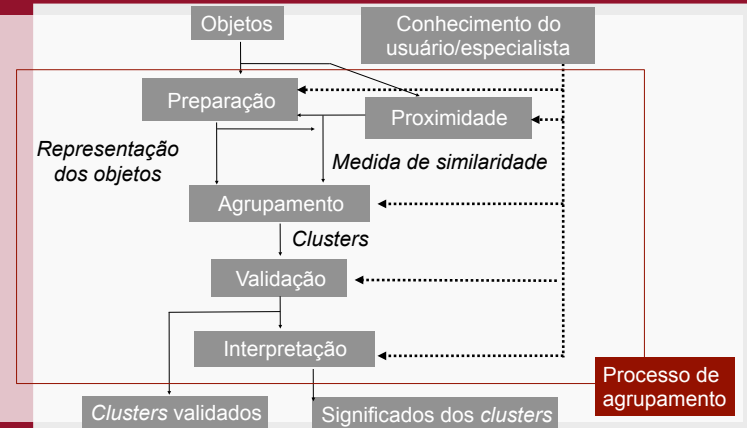 Objetos
Conhecimento do
usuário/especialista
Preparação
Proximidade
Representação
dos objetos
Medida de similaridade
Agrupamento
Clusters
Validação
Interpretação
Processo de
agrupamento
Clusters validados
Significados dos clusters